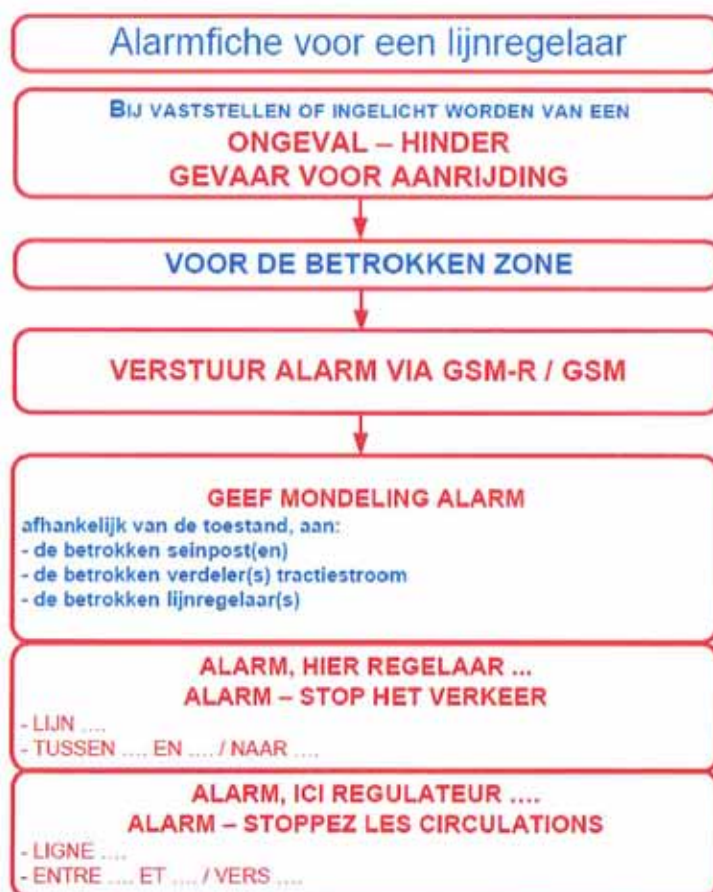 Alarmfiche voor een lijnregelaar
BIJ VASTSTELLEN OF INGELICHT WORDEN VAN EEN
ONGEVAL – HINDER
GEVAAR VOOR AANRIJDING
VOOR DE BETROKKEN ZONE
VERSTUUR ALARM VIA GSM-R / GSM
GEEF MONDELING ALARM
afhankelijk van de toestand, aan:
- de betrokken seinpost(en)
- de betrokken verdeler(s) tractiestroom
- de betrokken lijnregelaar(s)
ALARM, HIER REGELAAR ...
ALARM – STOP HET VERKEER
- LIJN ....
- TUSSEN .... EN .... / NAAR ....
ALARM, ICI REGULATEUR ....
ALARM – STOPPEZ LES CIRCULATIONS
- LIGNE ....
- ENTRE .... ET .... / VERS ....